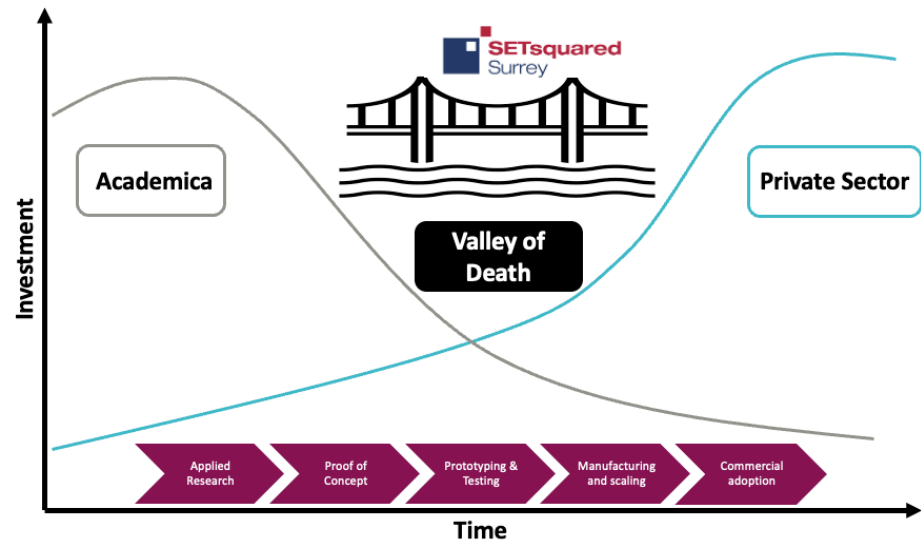 SETsquared
Surrey
Academica
Private Sector
Valley of
Death
Investment
Applied
Research
Proof of
Concept
Prototyping &
Testing
Manufacturing
and scaling
Commercial
adoption
Time